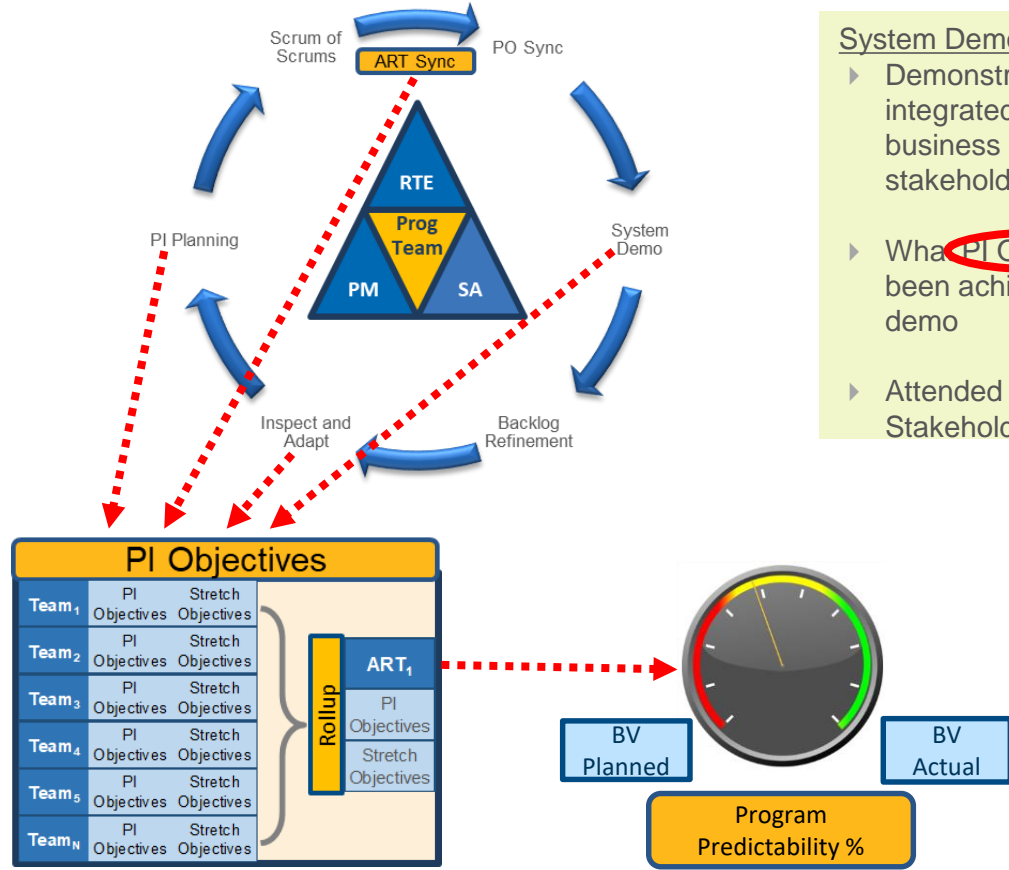 Scrum of
Scrums
ART Sync
PO Sync
RTE
Prog
Team
PM
SA
PI Planning
System
Demo
Inspect and
Adapt
Backlog
Refinement
System Demo
Demonstr
integrated
business
stakehold
Wha PI O
been achi
demo
Attended
Stakehold
PI Objectives
Team1 PI Objectives Stretch Objectives
Team2 PI Objectives Stretch Objectives
Team3 PI Objectives Stretch Objectives
Team4 PI Objectives Stretch Objectives
Team5 PI Objectives Stretch Objectives
TeamN PI Objectives Stretch Objectives
Rollup
ART1
PI
Objectives
Stretch
Objectives
BV
Planned
BV
Actual
Program
Predictability %